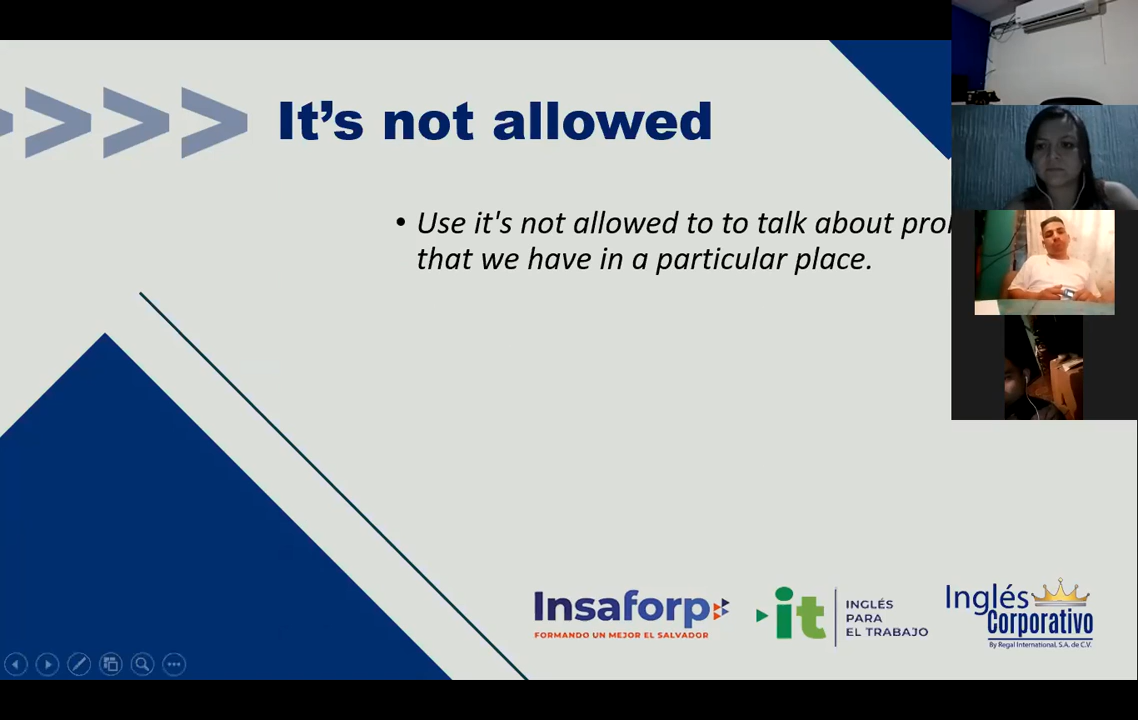 It's not allowed
• Use it's not allowed to to talk about
that we have in a particular place.
Insaforp
FORMANDO UN MEJOR EL SALVADOR
it
INGLÉS
PARA
EL TRABAJO
Inglés
Corporativo
By Regal International, S.A. de C.V.